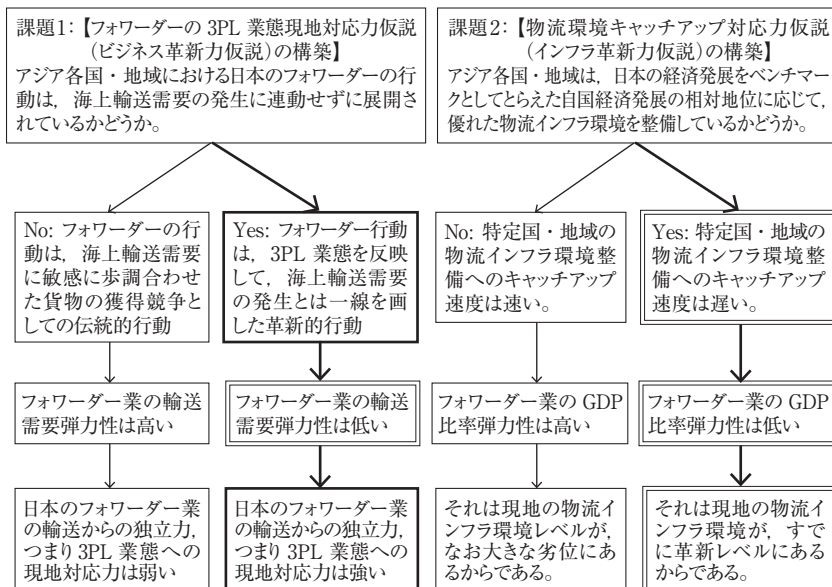 課題1:【フォワーダーの 3PL 業態現地対応力仮説
(ビジネス革新力仮説)の構築】
アジア各国・地域における日本のフォワーダーの行
動は，海上輸送需要の発生に連動せずに展開さ
れているかどうか。
課題2:【物流環境キャッチアップ対応力仮説
(インフラ革新力仮説)の構築】
アジア各国・地域は，日本の経済発展をベンチマー
クとしてとらえた自国経済発展の相対地位に応じて，
優れた物流インフラ環境を整備しているかどうか。
No: フォワーダーの行
動は，海上輸送需要
に敏感に歩調合わせ
た貨物の獲得競争と
しての伝統的行動
Yes: フォワーダー行動
は，3PL 業態を反映
して，海上輸送需要
の発生とは一線を画
した革新的行動
No: 特定国・地域の
物流インフラ環境整
備へのキャッチアップ
速度は速い。
Yes: 特定国・地域の
物流インフラ環境整
備へのキャッチアップ
速度は遅い。
フォワーダー業の輸送
需要弾力性は高い
フォワーダー業の輸送
需要弾力性は低い
フォワーダー業の GDP
比率弾力性は高い
フォワーダー業の GDP
比率弾力性は低い
日本のフォワーダー業
の輸送からの独立力，
つまり 3PL 業態への
現地対応力は弱い
日本のフォワーダー業
の輸送からの独立力，
つまり 3PL 業態への
現地対応力は強い
それは現地の物流イ
ンフラ環境レベルが，
なお大きな劣位にあ
るからである。
それは現地の物流イ
ンフラ環境が，すで
に革新レベルにある
からである。